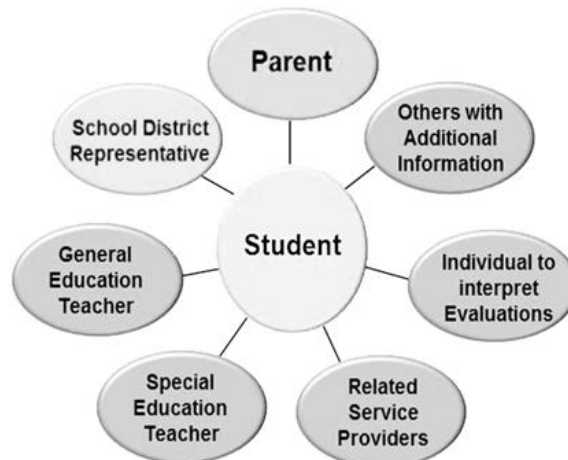 Parent
School District
Representative
Others with
Additional
Information
Student
General
Education
Teacher
Individual to
interpret
Evaluations
Special
Education
Teacher
Related
Service
Providers